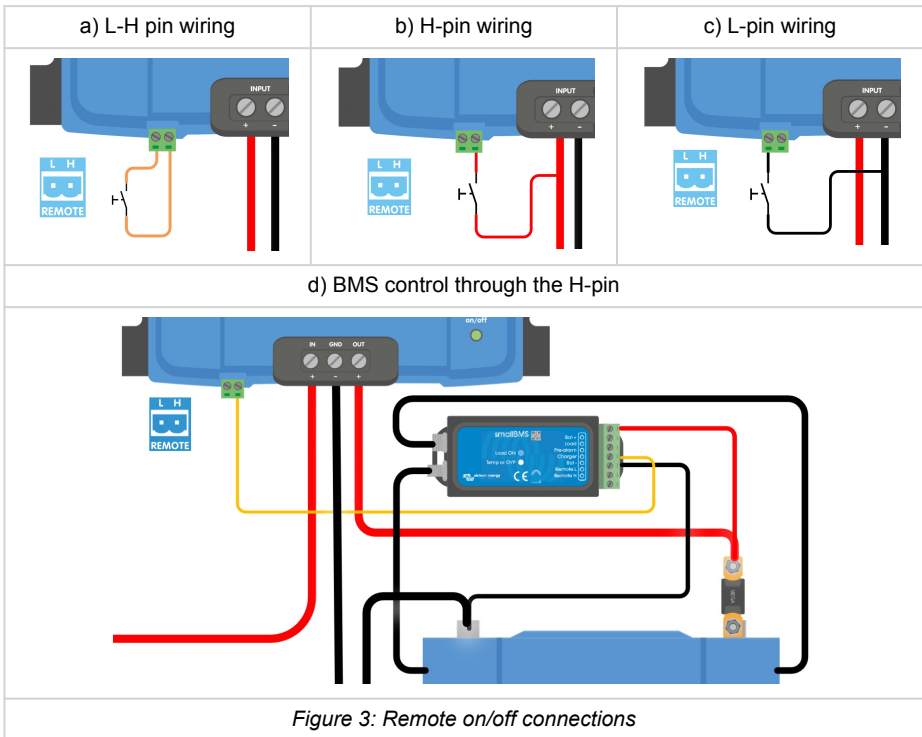 a) L-H pin wiring
b) H-pin wiring
c) L-pin wiring
INPUT
+ -
L H
REMOTE
INPUT
+ -
L H
REMOTE
INPUT
+ -
L H
REMOTE
d) BMS control through the H-pin
on/off
IN GND OUT
+ - +
L H
REMOTE
smallBMS
Load ON
Temp or OVP
victron energy
CE
Bat +
Load
Pre-alarm
Charger
Bat -
Remote L
Remote H
MEGA
Figure 3: Remote on/off connections